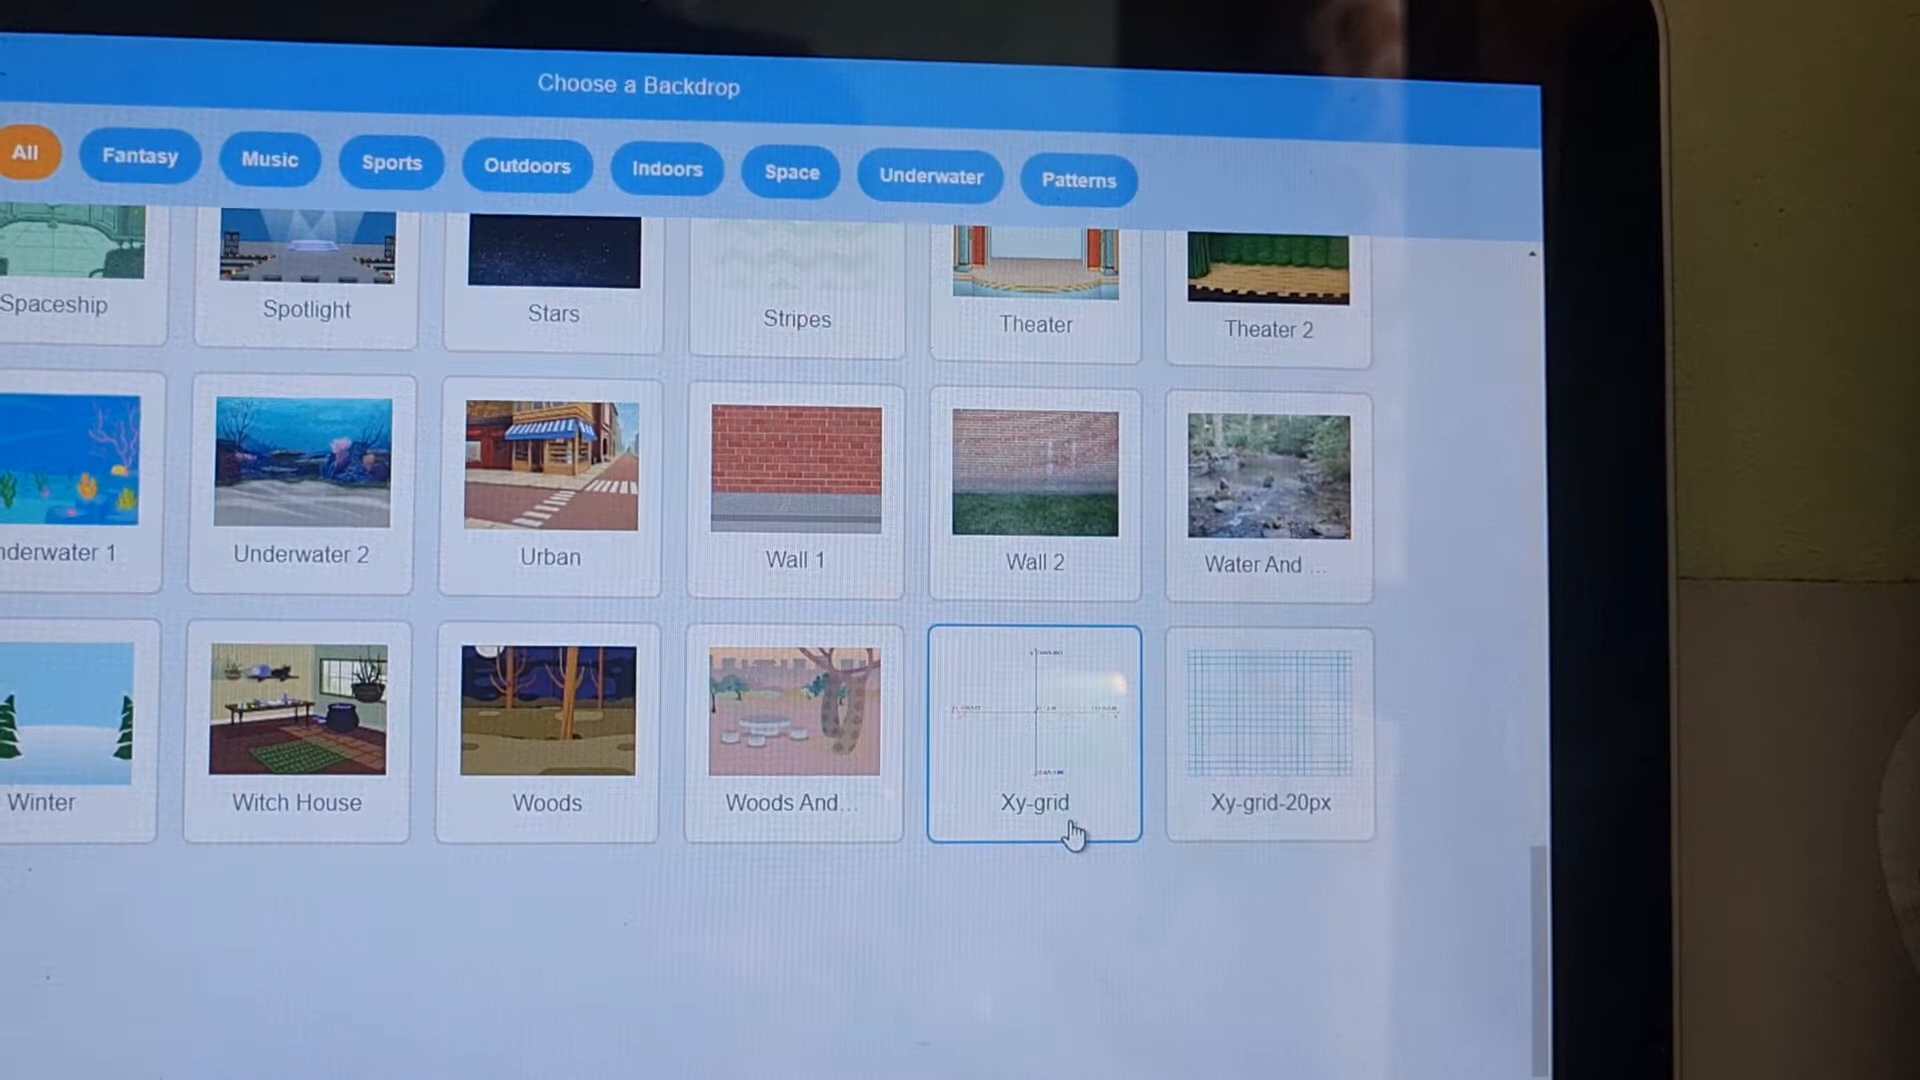 Choose a Backdrop
All Fantasy Music Sports Outdoors Indoors Space Underwater Patterns
Spaceship Spotlight Stars Stripes Theater Theater 2
nderwater 1 Underwater 2 Urban Wall 1 Wall 2 Water And ...
Winter Witch House Woods Woods And... Xy-grid Xy-grid-20px